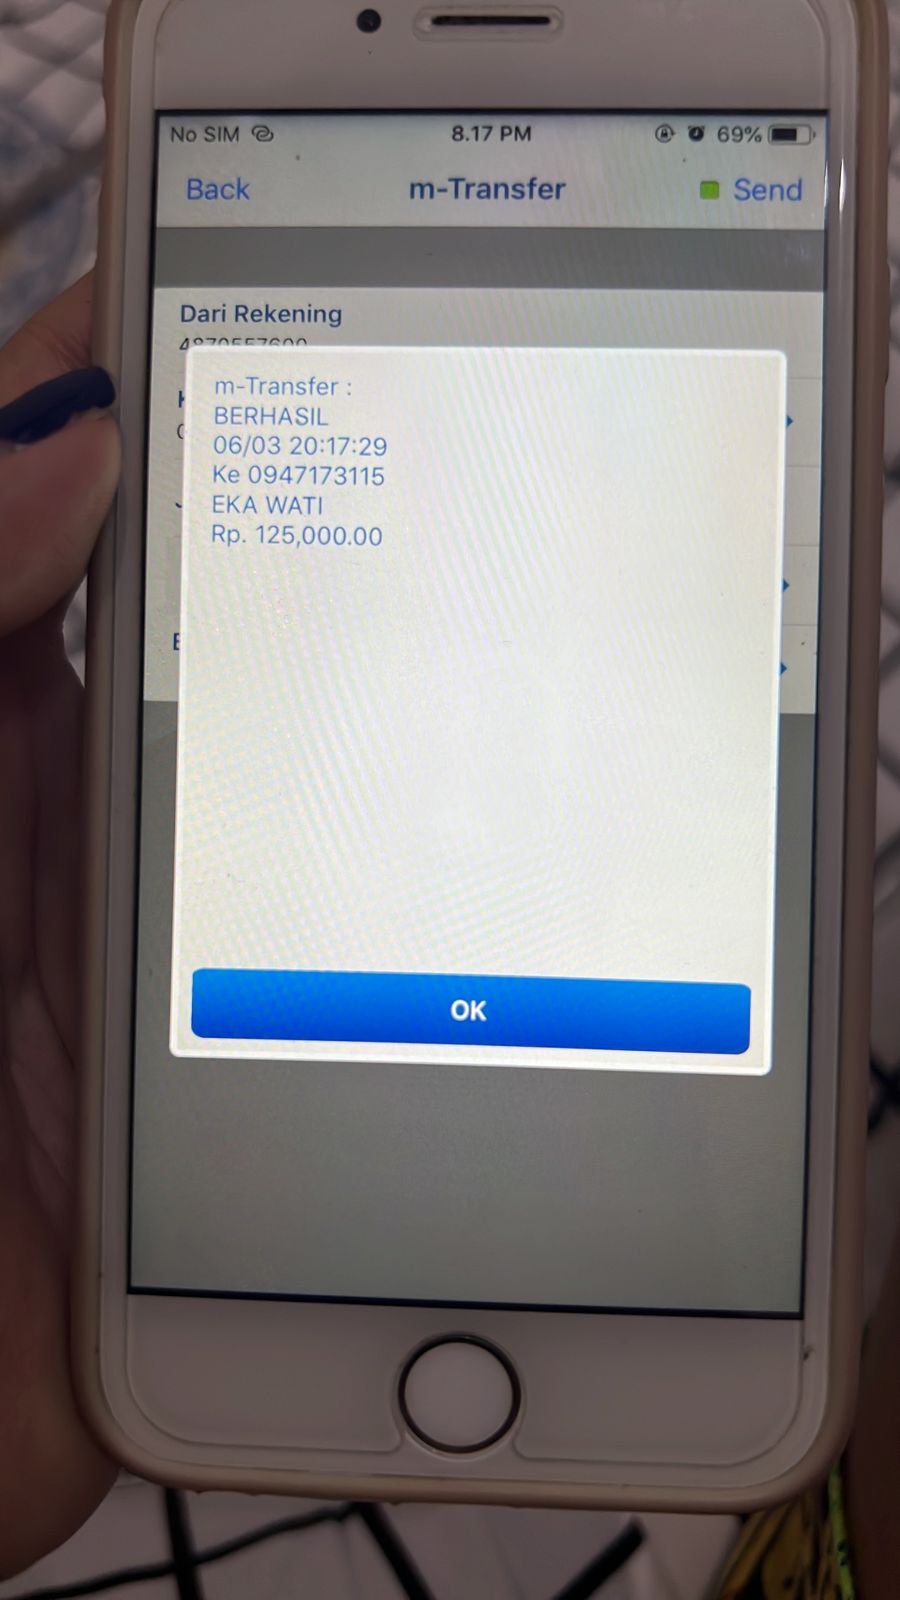 No SIM 8.17 PM 69%
Back m-Transfer Send
Dari Rekening
m-Transfer :
BERHASIL
06/03 20:17:29
Ke 0947173115
EKA WATI
Rp. 125,000.00
OK